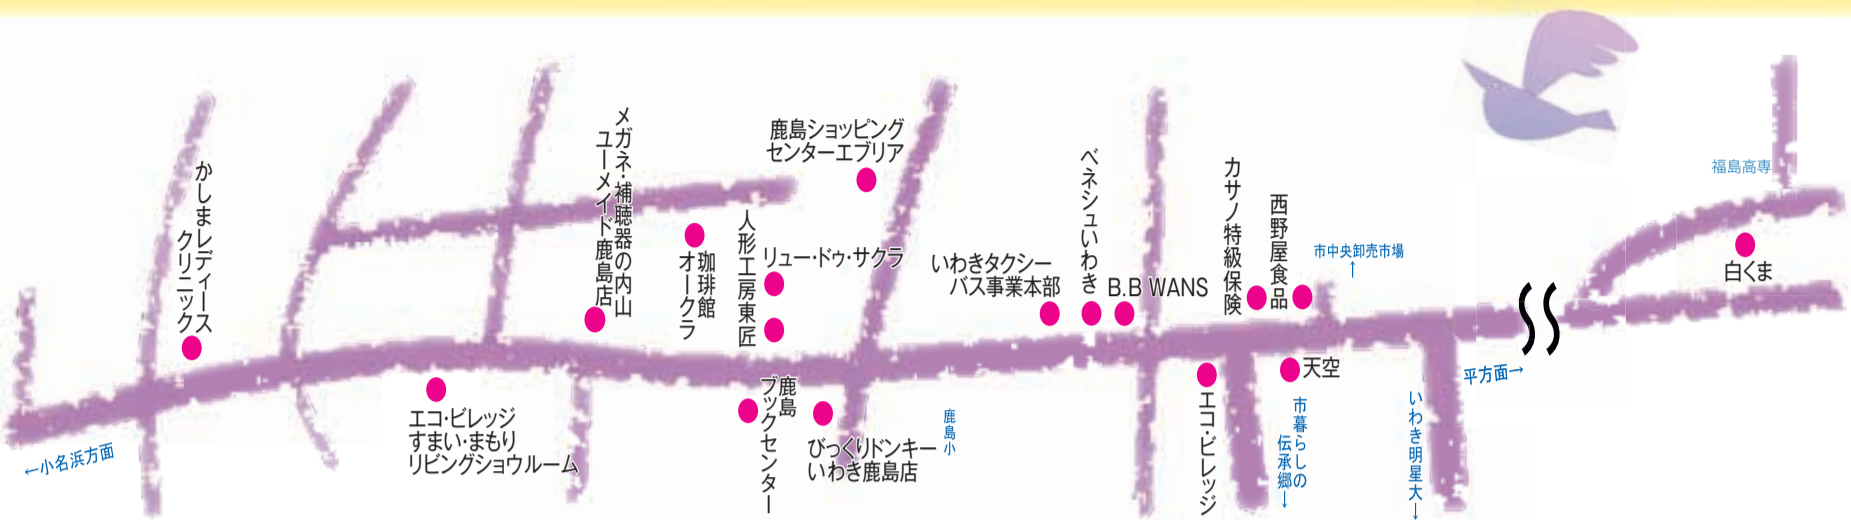 かしまレディース
クリニック
←小名浜方面
エコ・ビレッジ
すまい・まもり
リビングショウルーム
メガネ・補聴器の内山
ユーメイド鹿島店
珈琲館
オークラ
人形工房東匠
リュー・ドゥ・サクラ
鹿島ショッピング
センターエブリア
鹿島
ブックセンター
びっくりドンキー
いわき鹿島店
鹿島小
いわきタクシー
バス事業本部
ベネシュいわき
B.B WANS
カサノ特級保険
西野屋食品
市中央卸売市場
↑
エコ・ビレッジ
天空
市暮らしの
伝承郷↓
いわき明星大↓
平方面→
福島高専
白くま